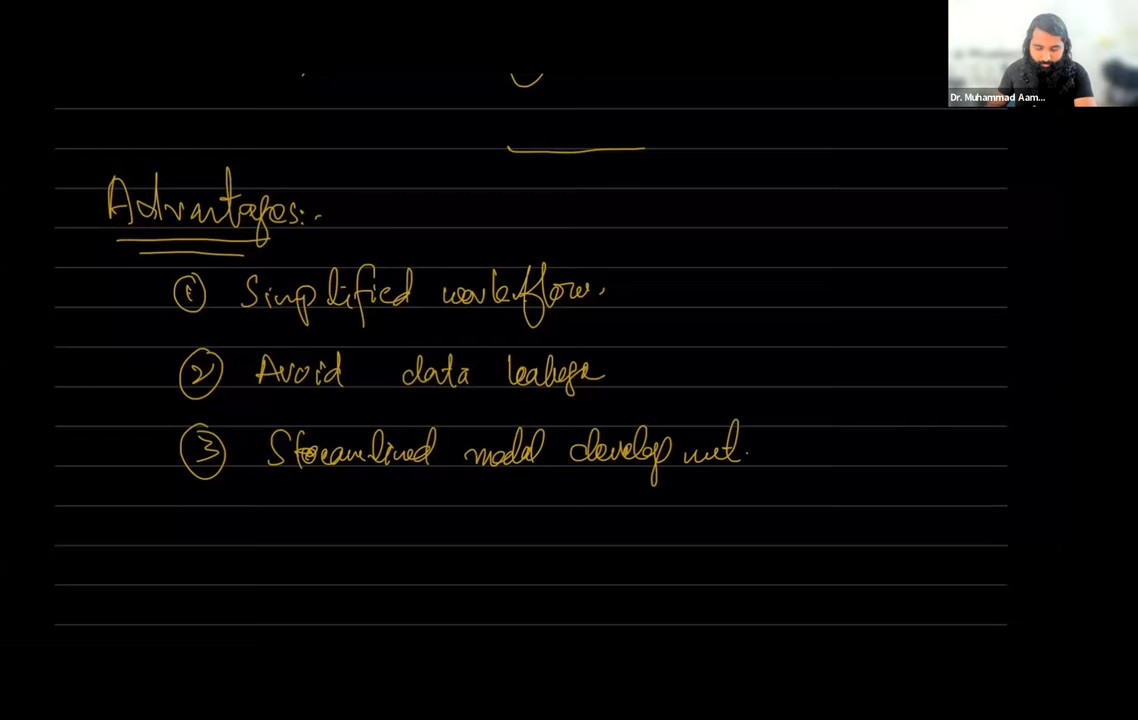 Dr. Muhammad Aam...
Advantages:-
① Simplified workflow.
② Avoid data leakage
③ Streamlined model development.